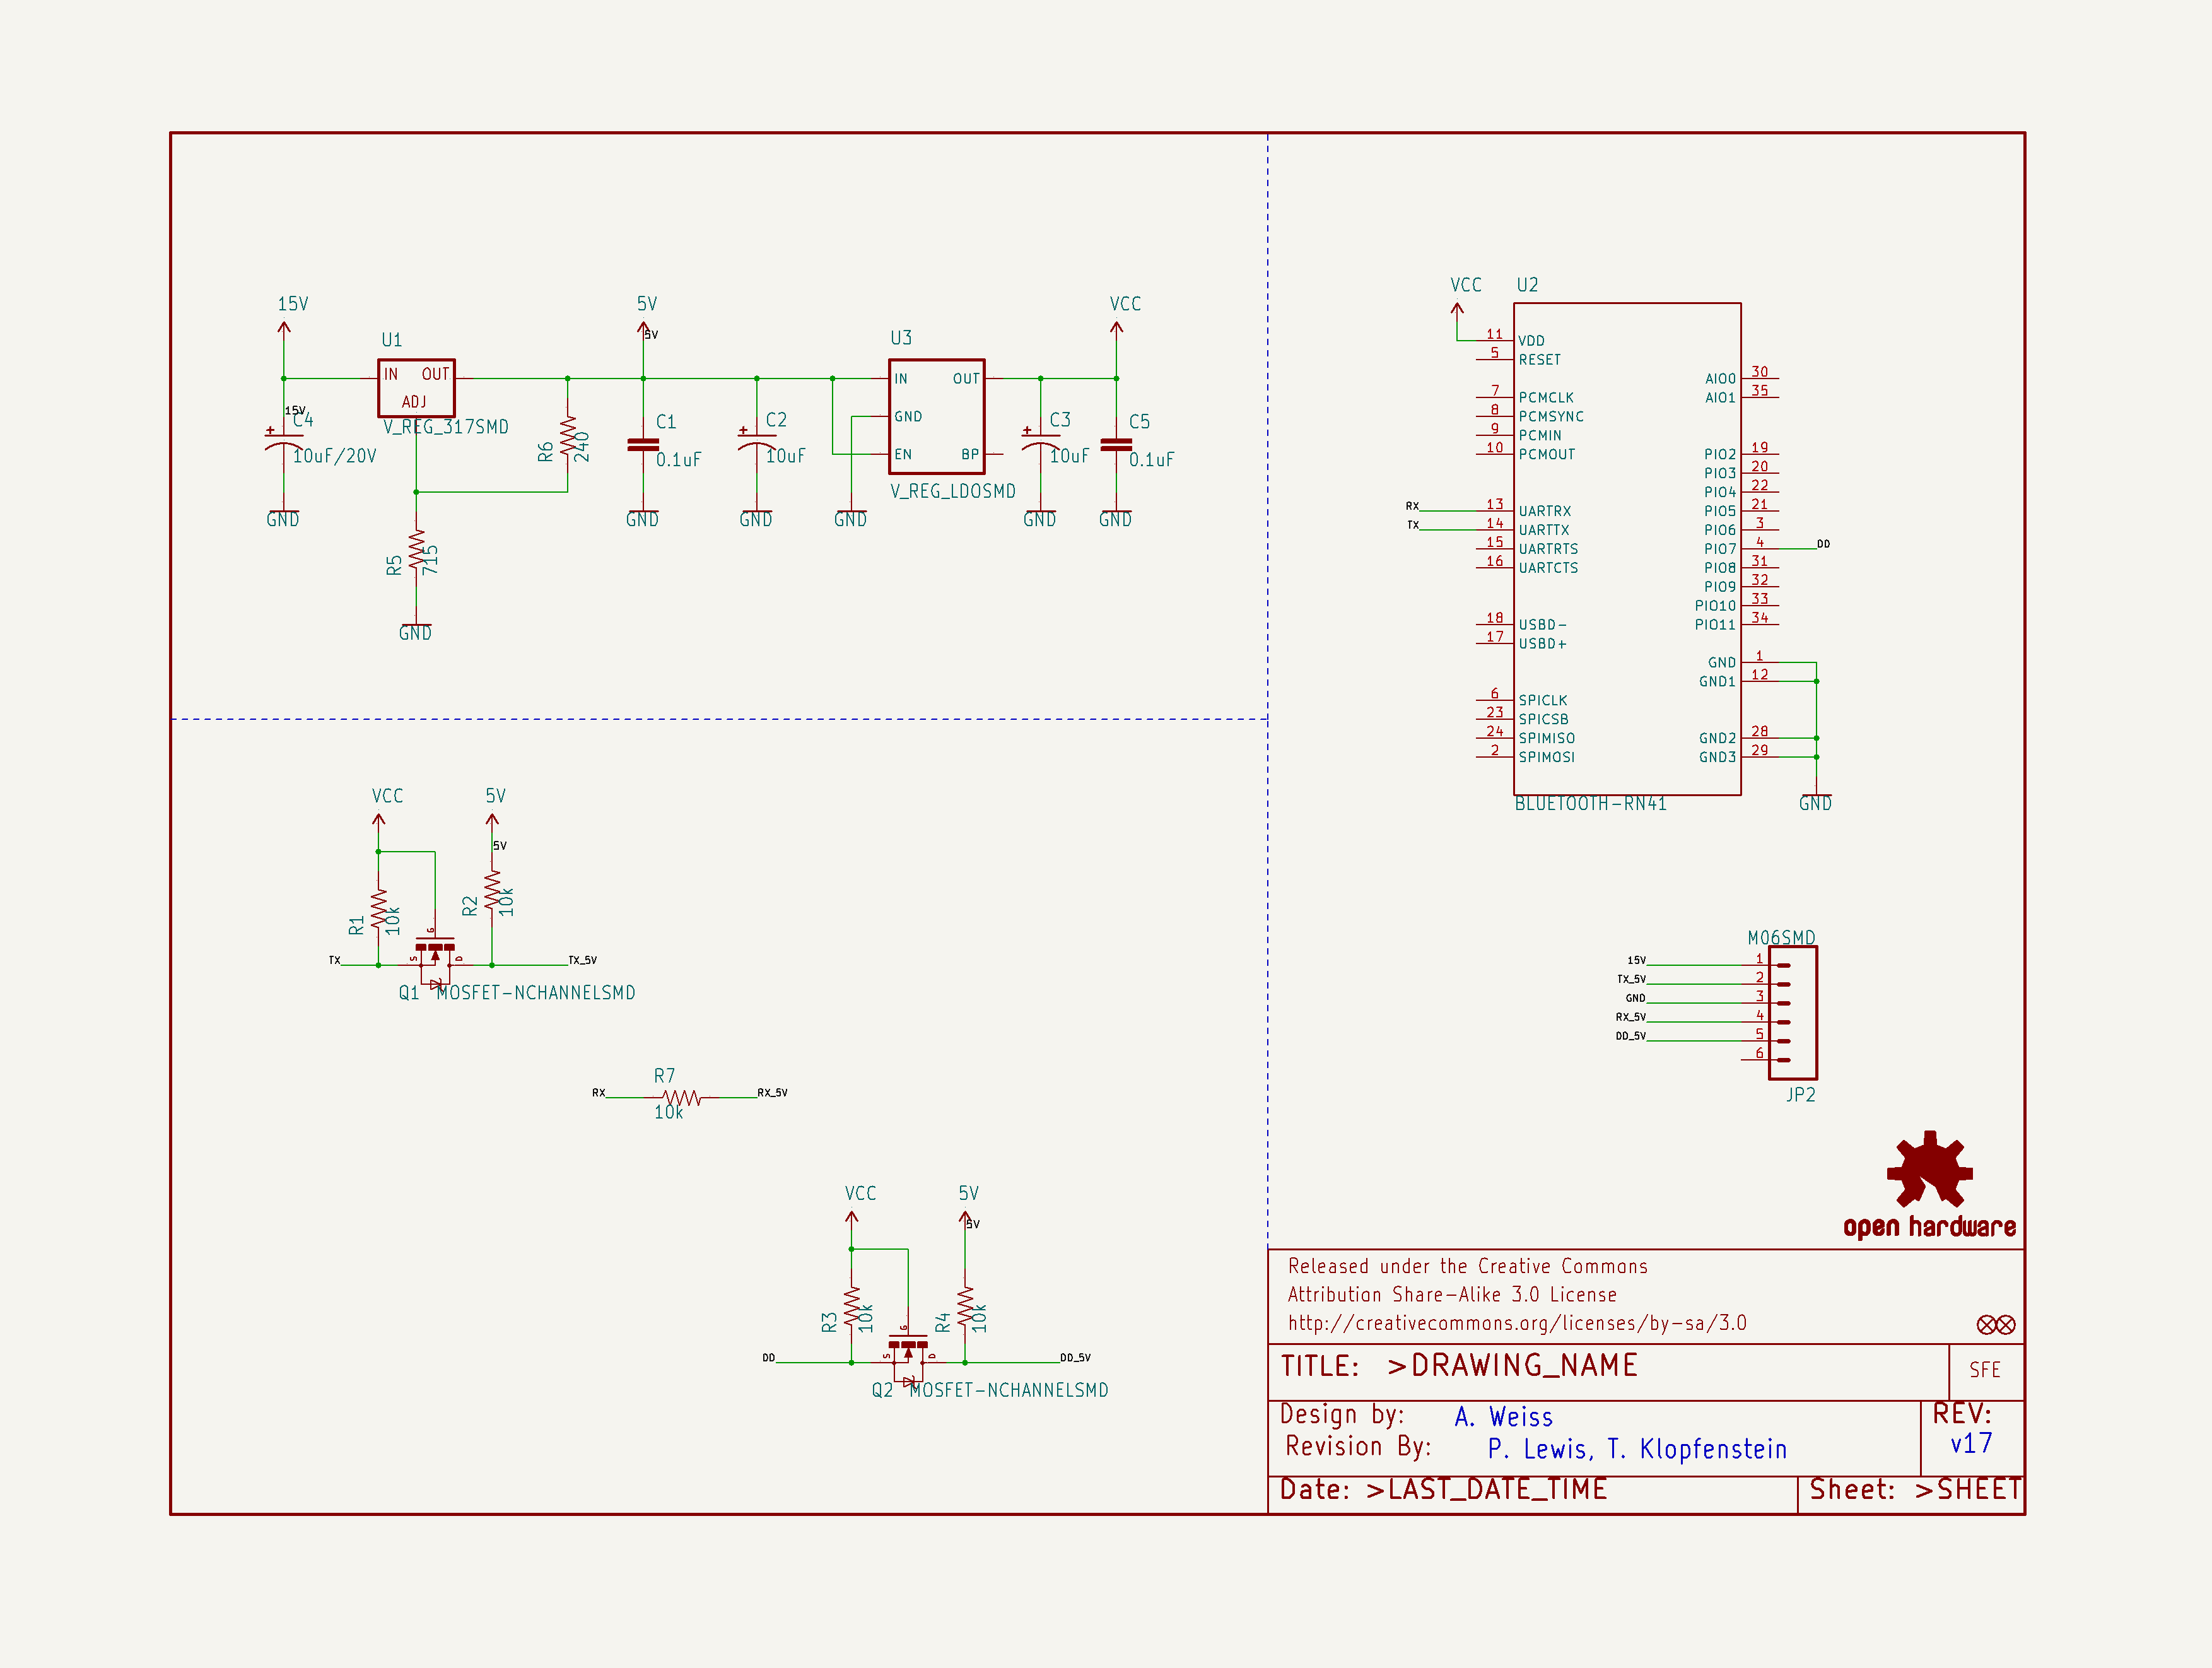 15V
5V
VCC
U1
5V
U3
IN
OUT
ADJ
V_REG_317SMD
15V
C4
10uF/20V
R6
240
C1
0.1uF
C2
10uF
IN
OUT
GND
EN
BP
V_REG_LDOSMD
C3
10uF
C5
0.1uF
GND
GND
GND
GND
GND
GND
R5
715
GND
VCC
U2
11
VDD
5
RESET
7
PCMCLK
8
PCMSYNC
9
PCMIN
10
PCMOUT
RX
13
UARTRX
TX
14
UARTTX
15
UARTRTS
16
UARTCTS
18
USBD-
17
USBD+
6
SPICLK
23
SPICSB
24
SPIMISO
2
SPIMOSI
AIO0
30
AIO1
35
PIO2
19
PIO3
20
PIO4
22
PIO5
21
PIO6
3
PIO7
4
DD
PIO8
31
PIO9
32
PIO10
33
PIO11
34
GND
1
GND1
12
GND2
28
GND3
29
BLUETOOTH-RN41
GND
VCC
5V
5V
R1
10k
R2
10k
G
S
D
TX
TX_5V
Q1
MOSFET-NCHANNELSMD
R7
RX
RX_5V
10k
VCC
5V
5V
R3
10k
R4
10k
G
S
D
DD
DD_5V
Q2
MOSFET-NCHANNELSMD
M06SMD
15V
1
TX_5V
2
GND
3
RX_5V
4
DD_5V
5
6
JP2
open hardware
Released under the Creative Commons
Attribution Share-Alike 3.0 License
http://creativecommons.org/licenses/by-sa/3.0
TITLE: >DRAWING_NAME
SFE
Design by: A. Weiss
Revision By: P. Lewis, T. Klopfenstein
REV:
v17
Date: >LAST_DATE_TIME
Sheet: >SHEET